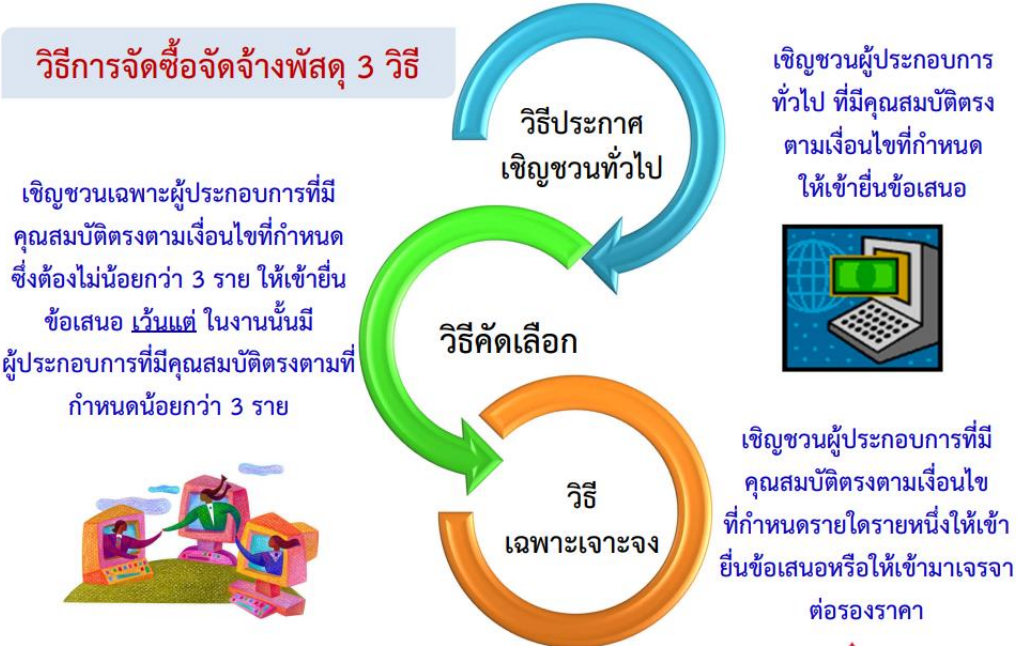 วิธีการจัดซื้อจัดจ้างพัสดุ 3 วิธี
วิธีประกาศ
เชิญชวนทั่วไป
เชิญชวนผู้ประกอบการ
ทั่วไป ที่มีคุณสมบัติตรง
ตามเงื่อนไขที่กำหนด
ให้เข้ายื่นข้อเสนอ
เชิญชวนเฉพาะผู้ประกอบการที่มี
คุณสมบัติตรงตามเงื่อนไขที่กำหนด
ซึ่งต้องไม่น้อยกว่า 3 ราย ให้เข้ายื่น
ข้อเสนอ เว้นแต่ ในงานนั้นมี
ผู้ประกอบการที่มีคุณสมบัติตรงตามที่
กำหนดน้อยกว่า 3 ราย
วิธีคัดเลือก
วิธี
เฉพาะเจาะจง
เชิญชวนผู้ประกอบการที่มี
คุณสมบัติตรงตามเงื่อนไข
ที่กำหนดรายใดรายหนึ่งให้เข้า
ยื่นข้อเสนอหรือให้เข้ามาเจรจา
ต่อรองราคา